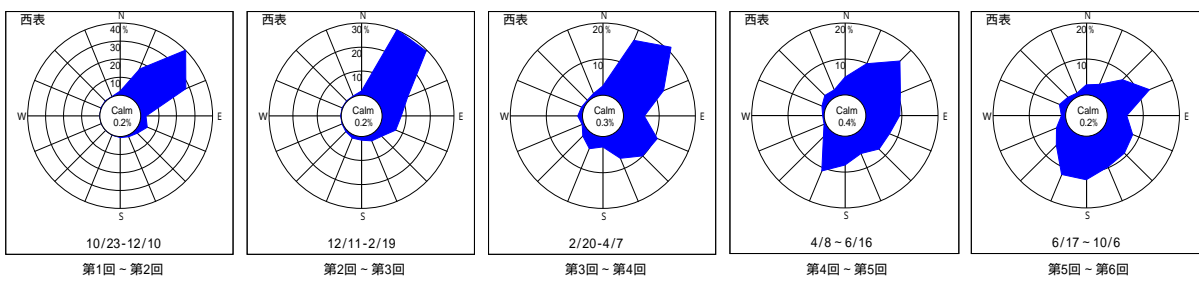 西表
N
40%
30
20
10
Calm
0.2%
W
E
S
10/23-12/10
第1回 ~ 第2回
西表
N
30%
20
10
Calm
0.2%
W
E
S
12/11-2/19
第2回 ~ 第3回
西表
N
20%
10
Calm
0.3%
W
E
S
2/20-4/7
第3回 ~ 第4回
西表
N
20%
10
Calm
0.4%
W
E
S
4/8 ~ 6/16
第4回 ~ 第5回
西表
N
20%
10
Calm
0.2%
W
E
S
6/17 ~ 10/6
第5回 ~ 第6回